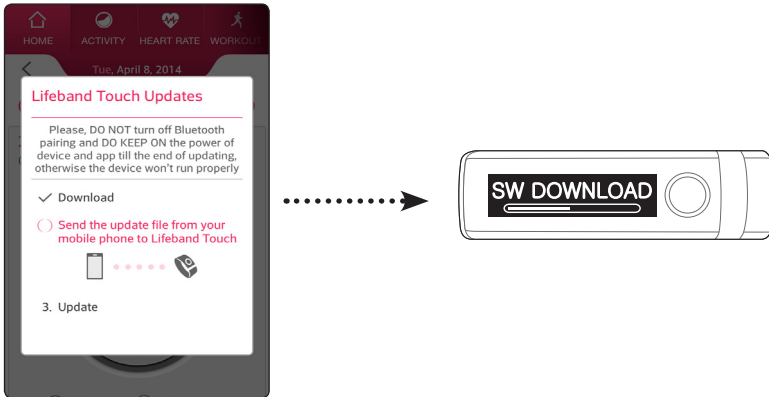 HOME ACTIVITY HEART RATE WORKOUT
Tue, April 8, 2014
Lifeband Touch Updates
Please, DO NOT turn off Bluetooth
pairing and DO KEEP ON the power of
device and app till the end of updating,
otherwise the device won't run properly
Download
Send the update file from your
mobile phone to Lifeband Touch
3. Update
SW DOWNLOAD